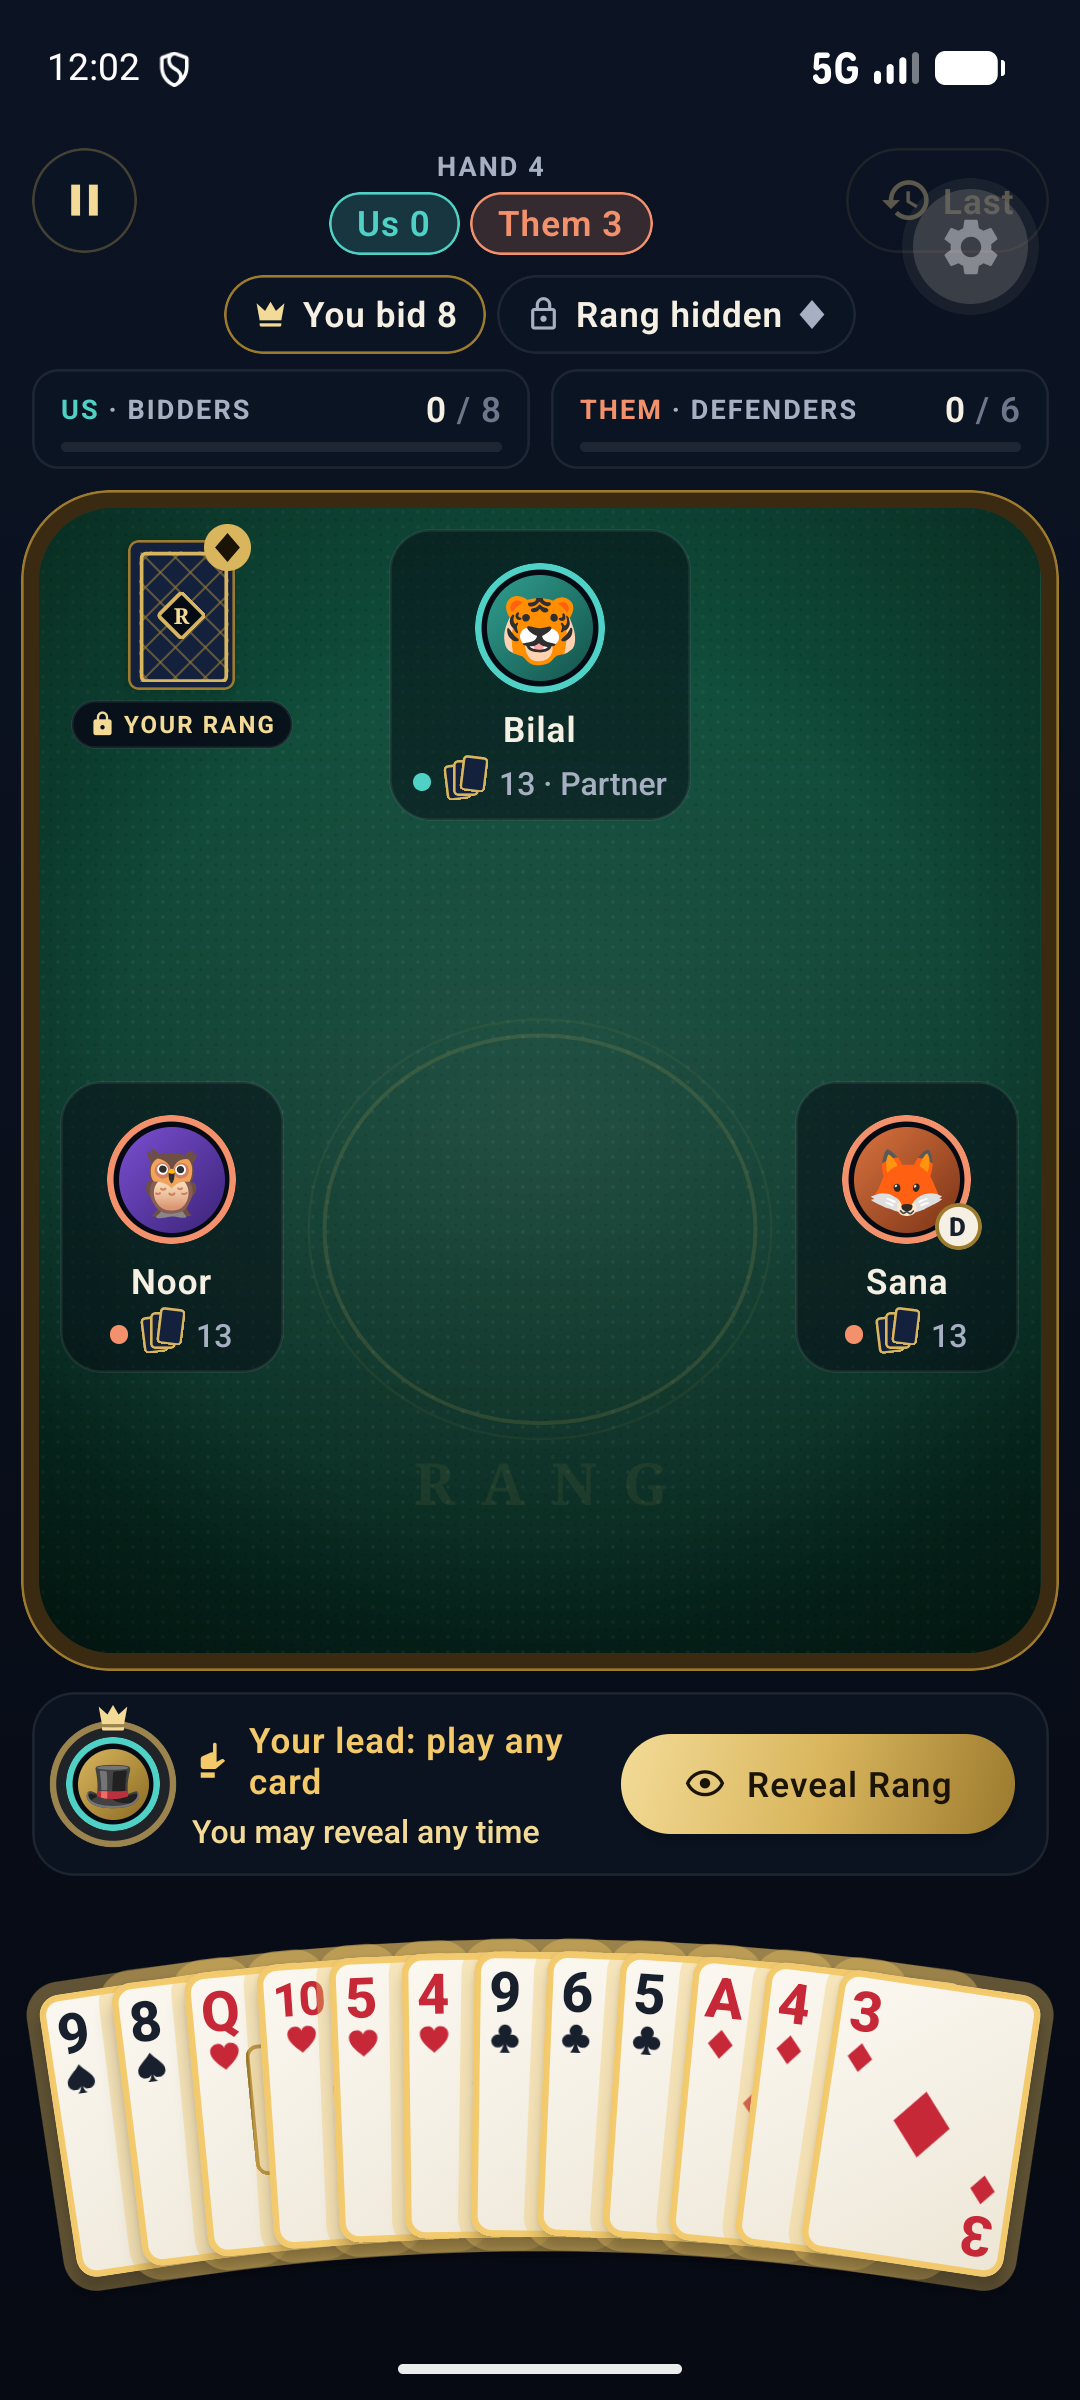 12:02
5G
HAND 4
Us 0
Them 3
Last
You bid 8
Rang hidden
US · BIDDERS 0 / 8
THEM · DEFENDERS 0 / 6
R
YOUR RANG
Bilal
13 · Partner
Noor
13
D
Sana
13
RANG
Your lead: play any
card
You may reveal any time
Reveal Rang
9 8 Q 10 5 4 9 6 5 A 4 3
3